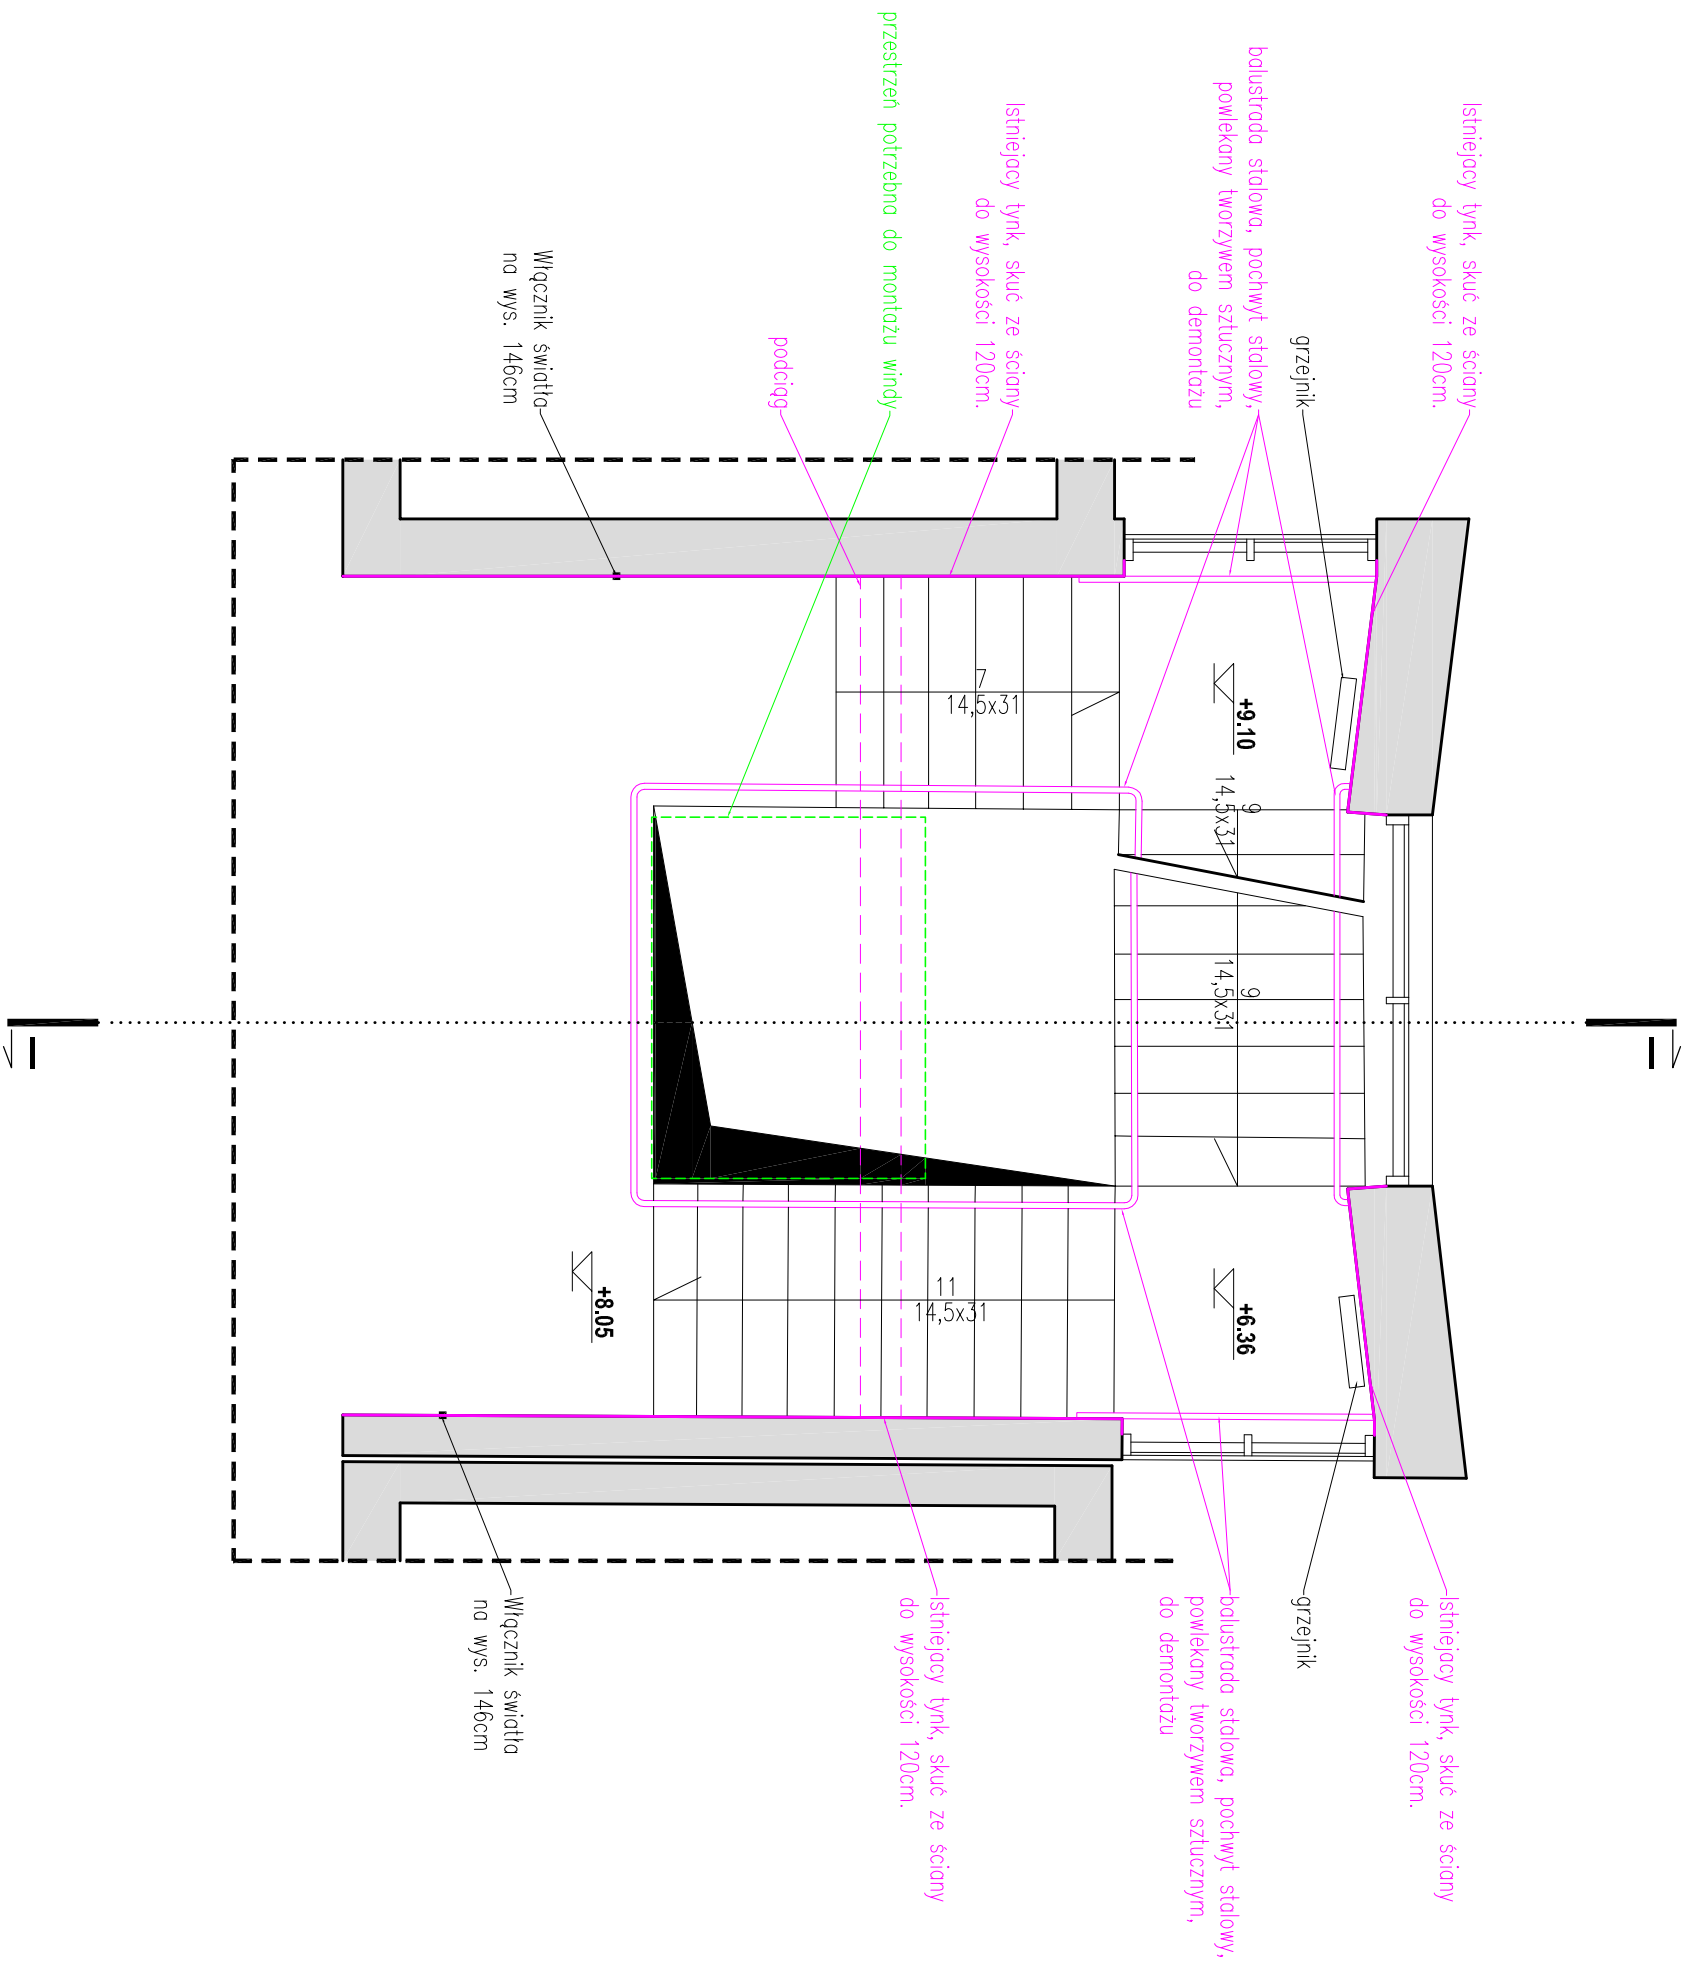 Istniejacy tynk, skuć ze ściany
do wysokości 120cm.
balustrada stalowa, pochwyt stalowy,
powlekany tworzywem sztucznym,
do demontażu
grzejnik
Istniejacy tynk, skuć ze ściany
do wysokości 120cm.
przestrzeń potrzebna do montażu windy
podciąg
Włącznik światła
na wys. 146cm
+9.10
9
14,5x31
7
14,5x31
9
14,5x31
+6.36
11
14,5x31
+8.05
I
I
Istniejacy tynk, skuć ze ściany
do wysokości 120cm.
grzejnik
balustrada stalowa, pochwyt stalowy,
powlekany tworzywem sztucznym,
do demontażu
Istniejacy tynk, skuć ze ściany
do wysokości 120cm.
Włącznik światła
na wys. 146cm